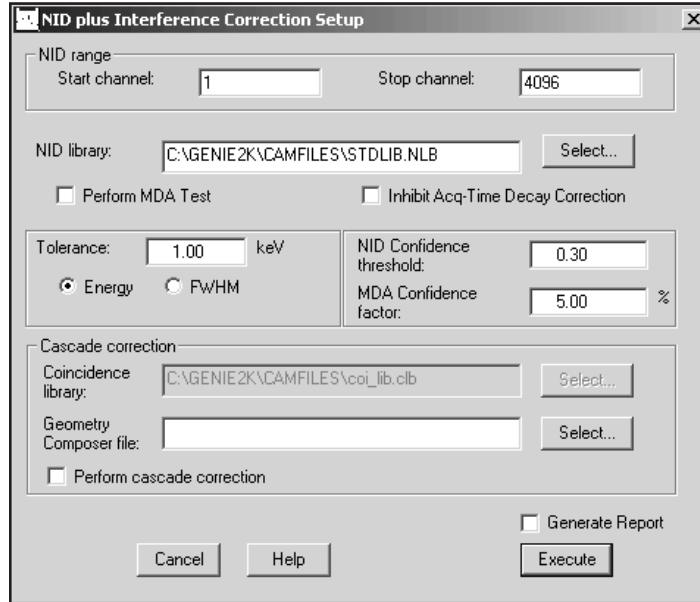 NID plus Interference Correction Setup
NID range
Start channel: 1 Stop channel: 4096
NID library: C:\GENIE2K\CAMFILES\STDLIB.NLB Select...
Perform MDA Test Inhibit Acq-Time Decay Correction
Tolerance: 1.00 keV
Energy FWHM
NID Confidence
threshold: 0.30
MDA Confidence
factor: 5.00 %
Cascade correction
Coincidence
library: C:\GENIE2K\CAMFILES\coi_lib.clb Select...
Geometry
Composer file: Select...
Perform cascade correction
Generate Report
Cancel Help Execute